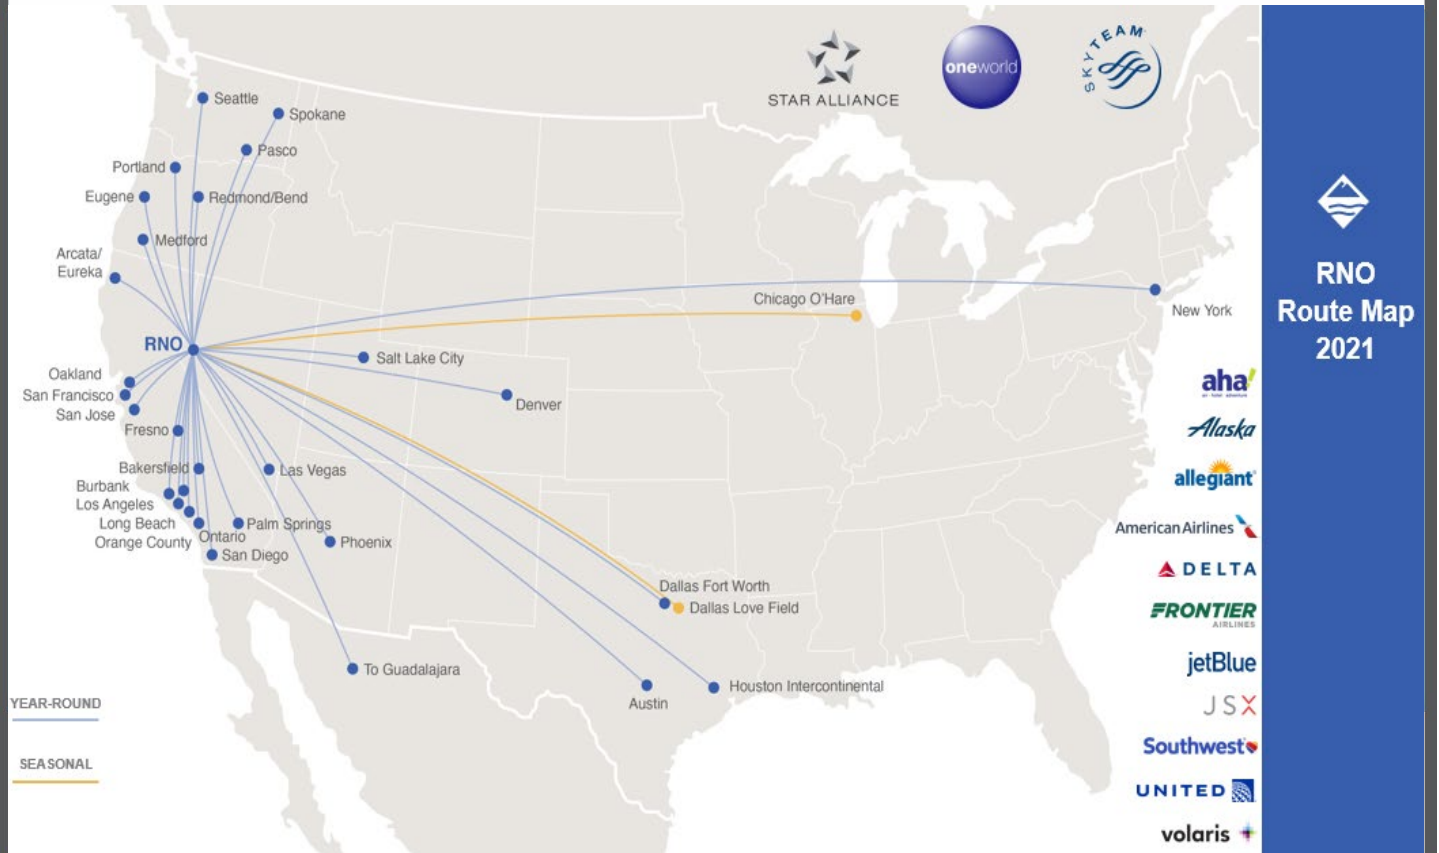 STAR ALLIANCE
oneworld
SKYTEAM
Seattle
Spokane
Pasco
Portland
Eugene
Redmond/Bend
Medford
Arcata/
Eureka
RNO
Chicago O'Hare
New York
Salt Lake City
Denver
Oakland
San Francisco
San Jose
Fresno
Bakersfield
Las Vegas
Burbank
Los Angeles
Long Beach
Palm Springs
Ontario
Orange County
Phoenix
San Diego
Dallas Fort Worth
Dallas Love Field
To Guadalajara
Houston Intercontinental
Austin
YEAR-ROUND
SEASONAL
RNO
Route Map
2021
aha!
air · hotel · adventure
Alaska
allegiant
American Airlines
DELTA
FRONTIER
AIRLINES
jetBlue
JSX
Southwest
UNITED
volaris